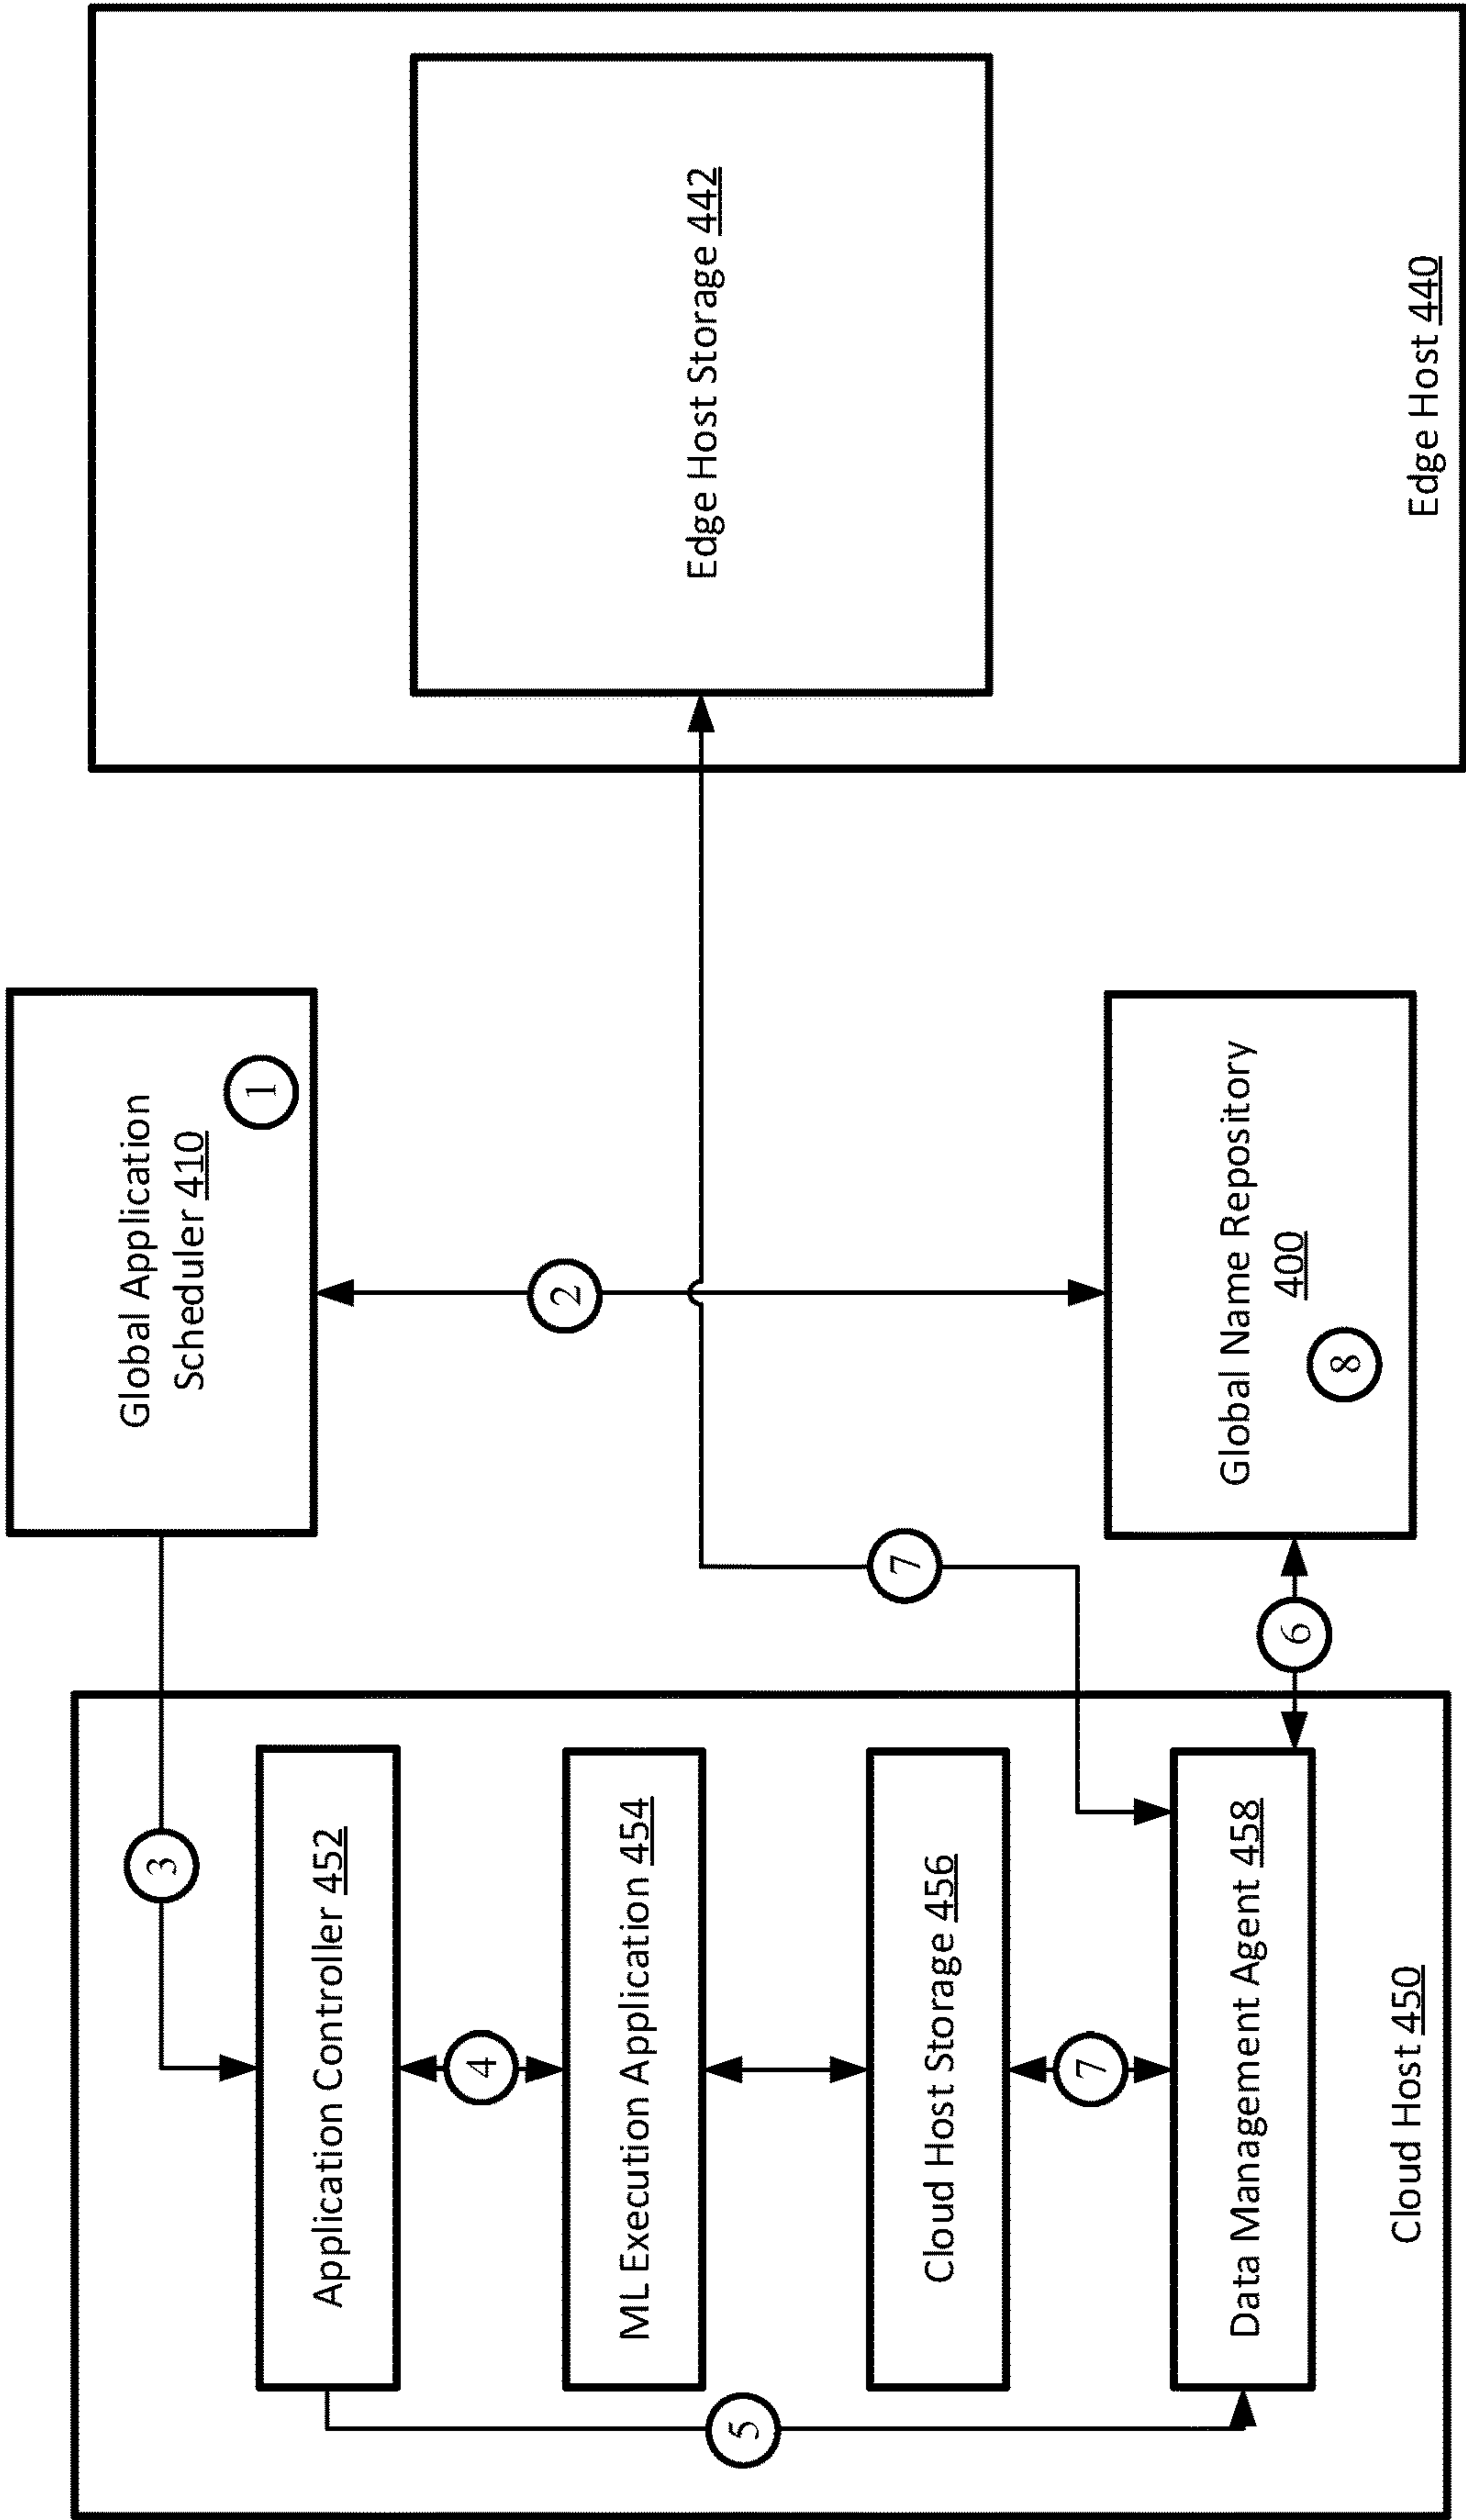 Global Application
Scheduler 410
1
3
Application Controller 452
4
ML Execution Application 454
5
2
Cloud Host Storage 456
7
7
Data Management Agent 458
6
Cloud Host 450
Global Name Repository
400
8
Edge Host Storage 442
Edge Host 440